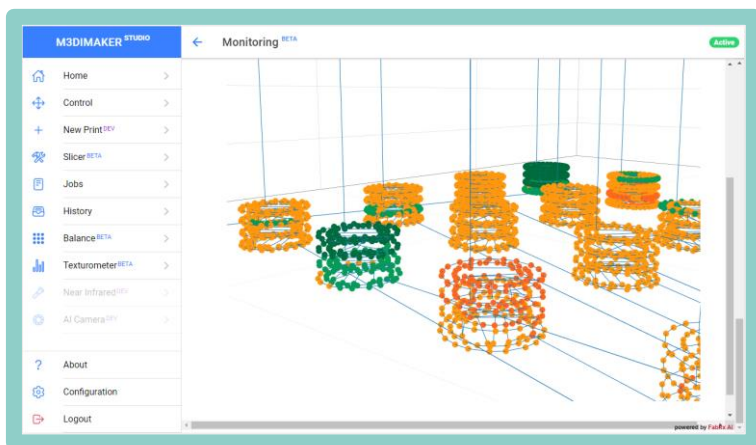 M3DIMAKER STUDIO
← Monitoring BETA
Active
Home
Control
New Print DEV
Slicer BETA
Jobs
History
Balance BETA
Texturometer BETA
Near Infrared DEV
AI Camera DEV
About
Configuration
Logout
powered by FabRx AI